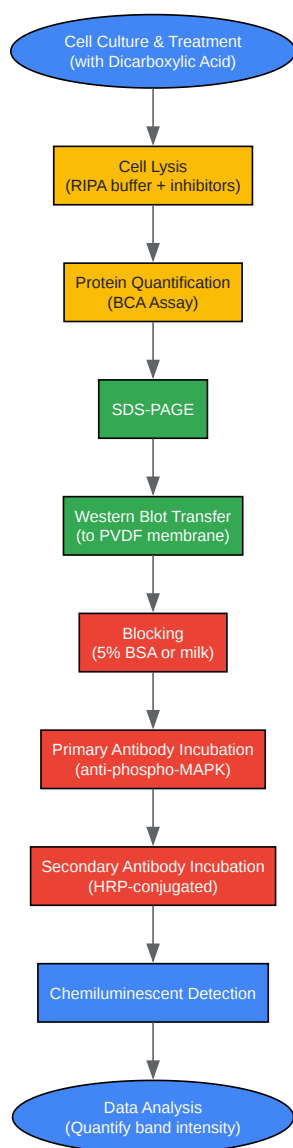 Cell Culture & Treatment
(with Dicarboxylic Acid)
Cell Lysis
(RIPA buffer + inhibitors)
Protein Quantification
(BCA Assay)
SDS-PAGE
Western Blot Transfer
(to PVDF membrane)
Blocking
(5% BSA or milk)
Primary Antibody Incubation
(anti-phospho-MAPK)
Secondary Antibody Incubation
(HRP-conjugated)
Chemiluminescent Detection
Data Analysis
(Quantify band intensity)